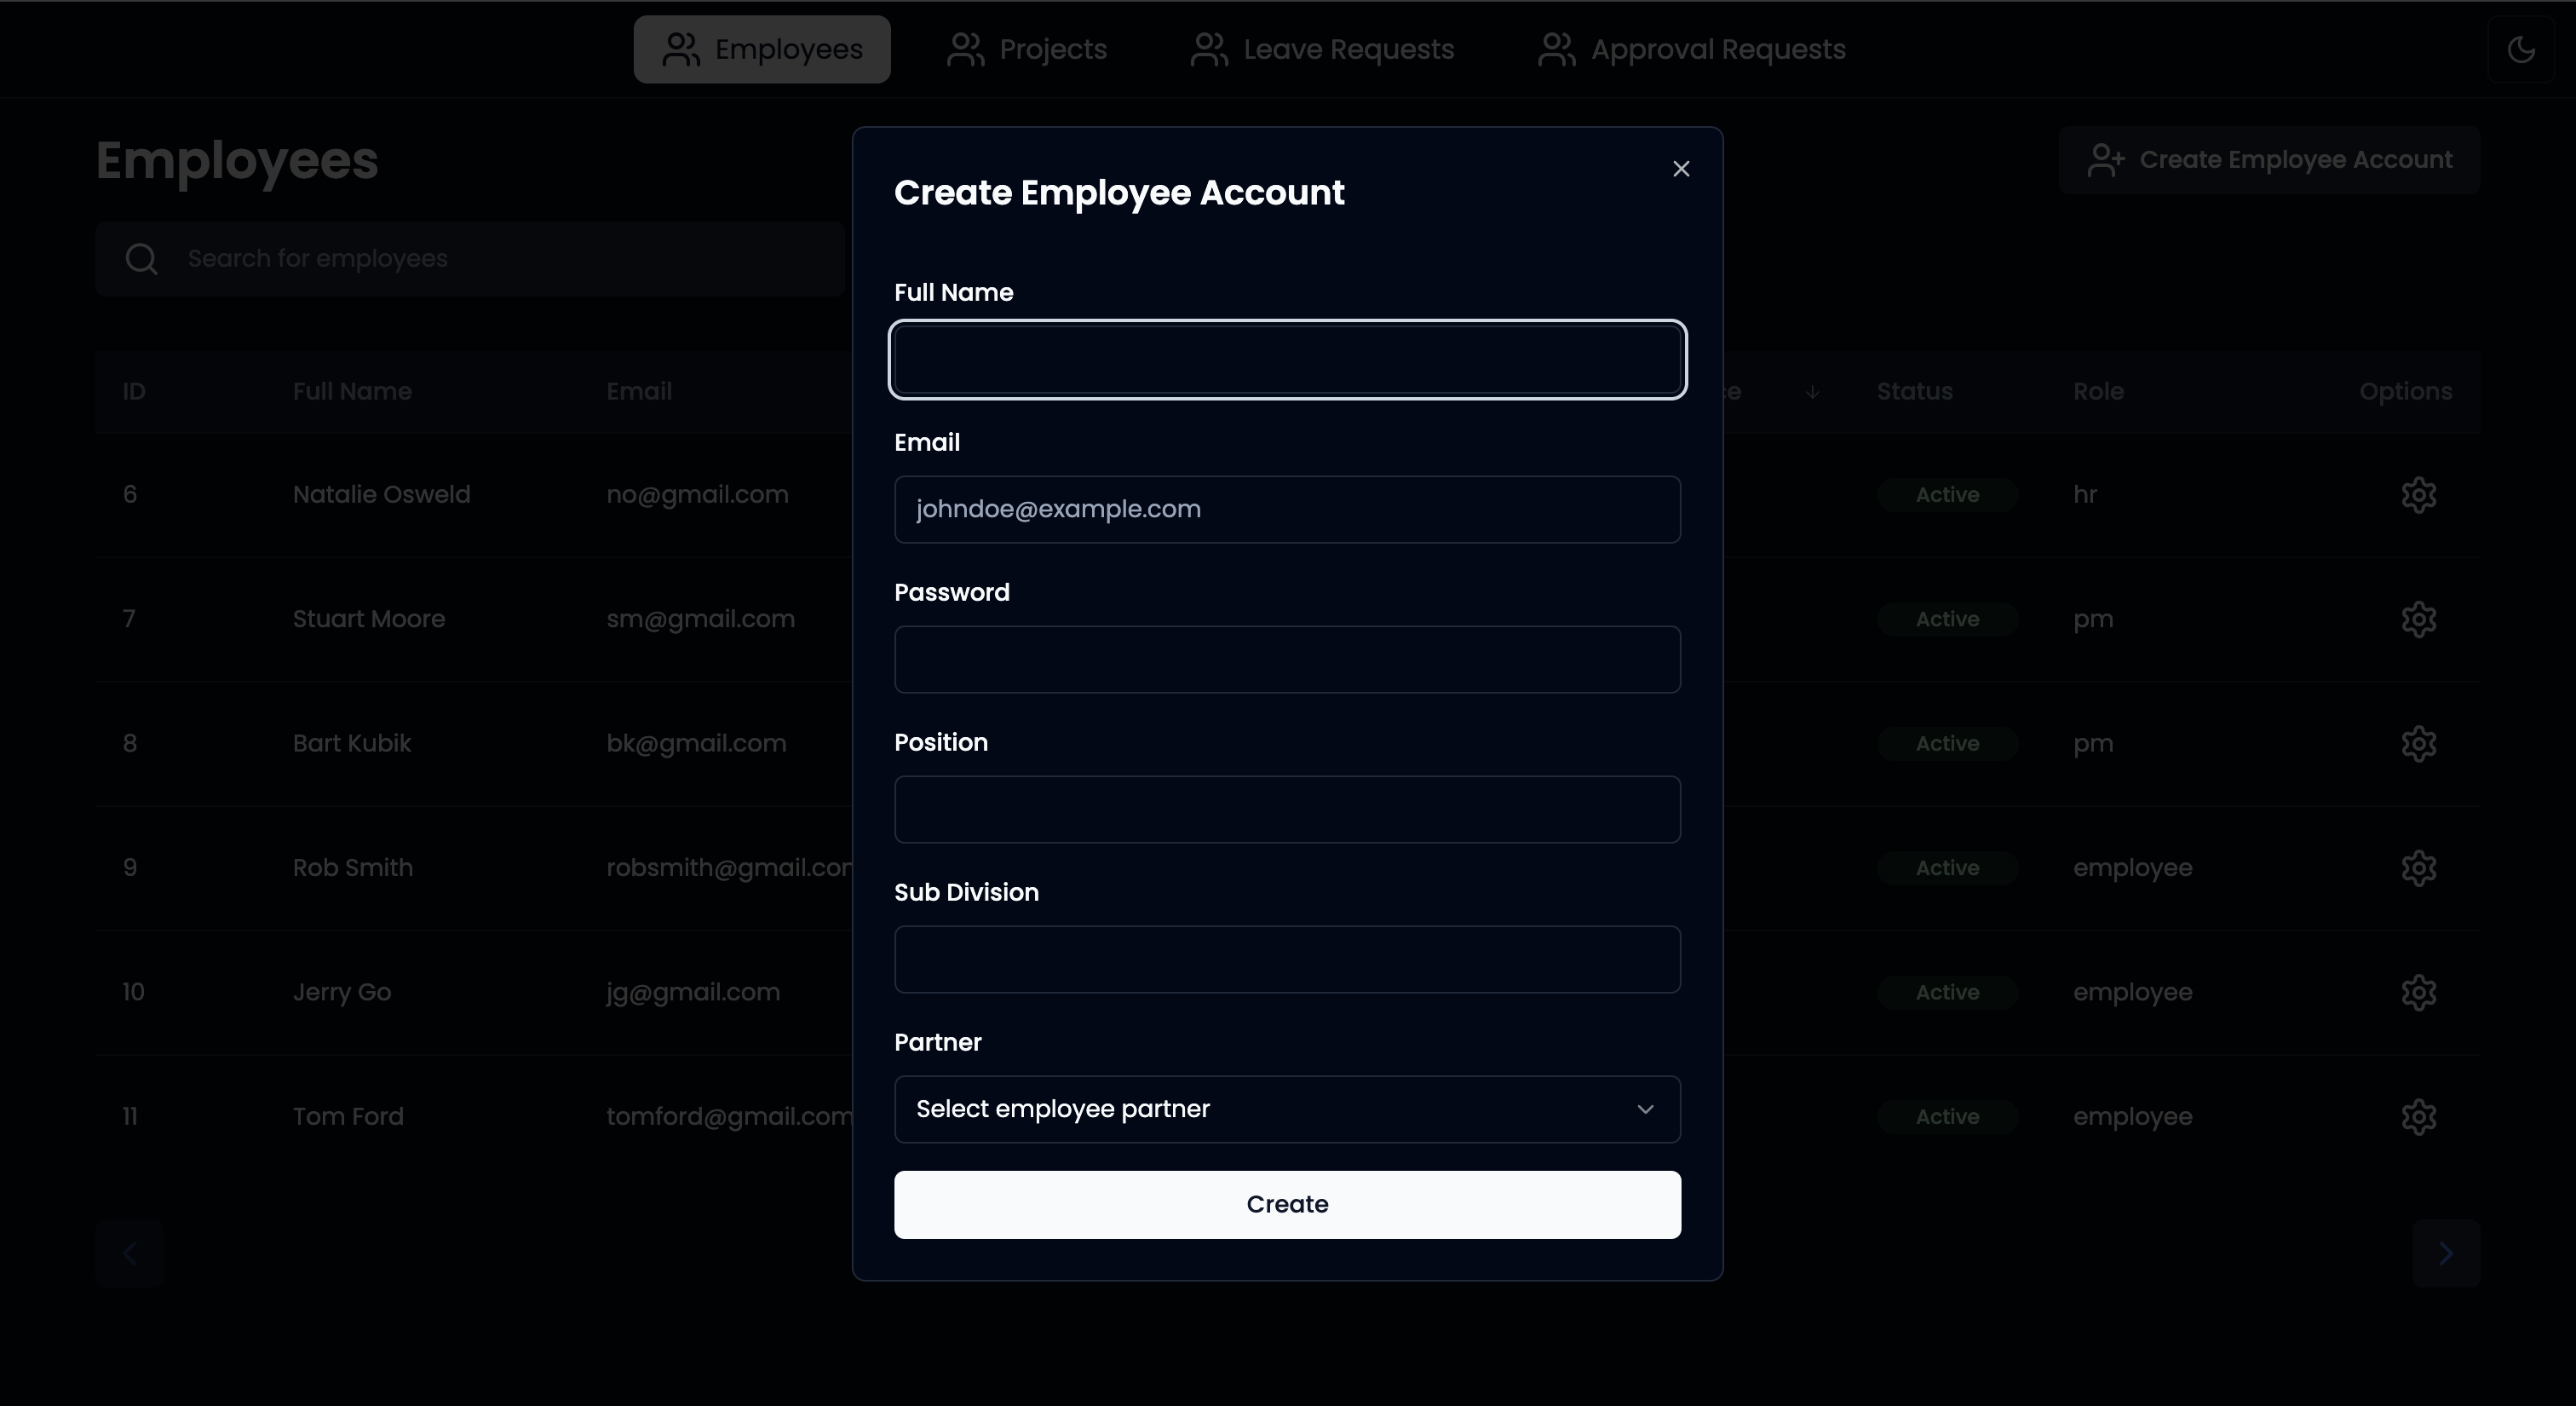 Employees
Projects
Leave Requests
Approval Requests
Employees
Create Employee Account
Search for employees
ID Full Name Email ce Status Role Options
6 Natalie Osweld no@gmail.com Active hr
7 Stuart Moore sm@gmail.com Active pm
8 Bart Kubik bk@gmail.com Active pm
9 Rob Smith robsmith@gmail.com Active employee
10 Jerry Go jg@gmail.com Active employee
11 Tom Ford tomford@gmail.com Active employee
Create Employee Account
Full Name
Email
johndoe@example.com
Password
Position
Sub Division
Partner
Select employee partner
Create